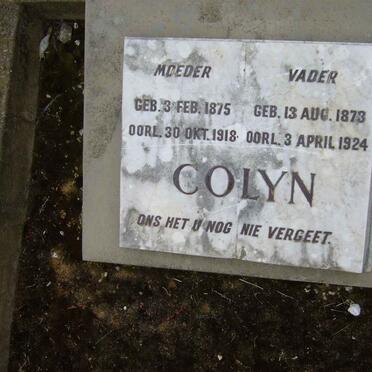 MOEDER VADER
GEB. 3 FEB. 1875 GEB. 13 AUG. 1873
OORL. 30 OKT. 1918 OORL. 3 APRIL 1924
COLYN
ONS HET U NOG NIE VERGEET.